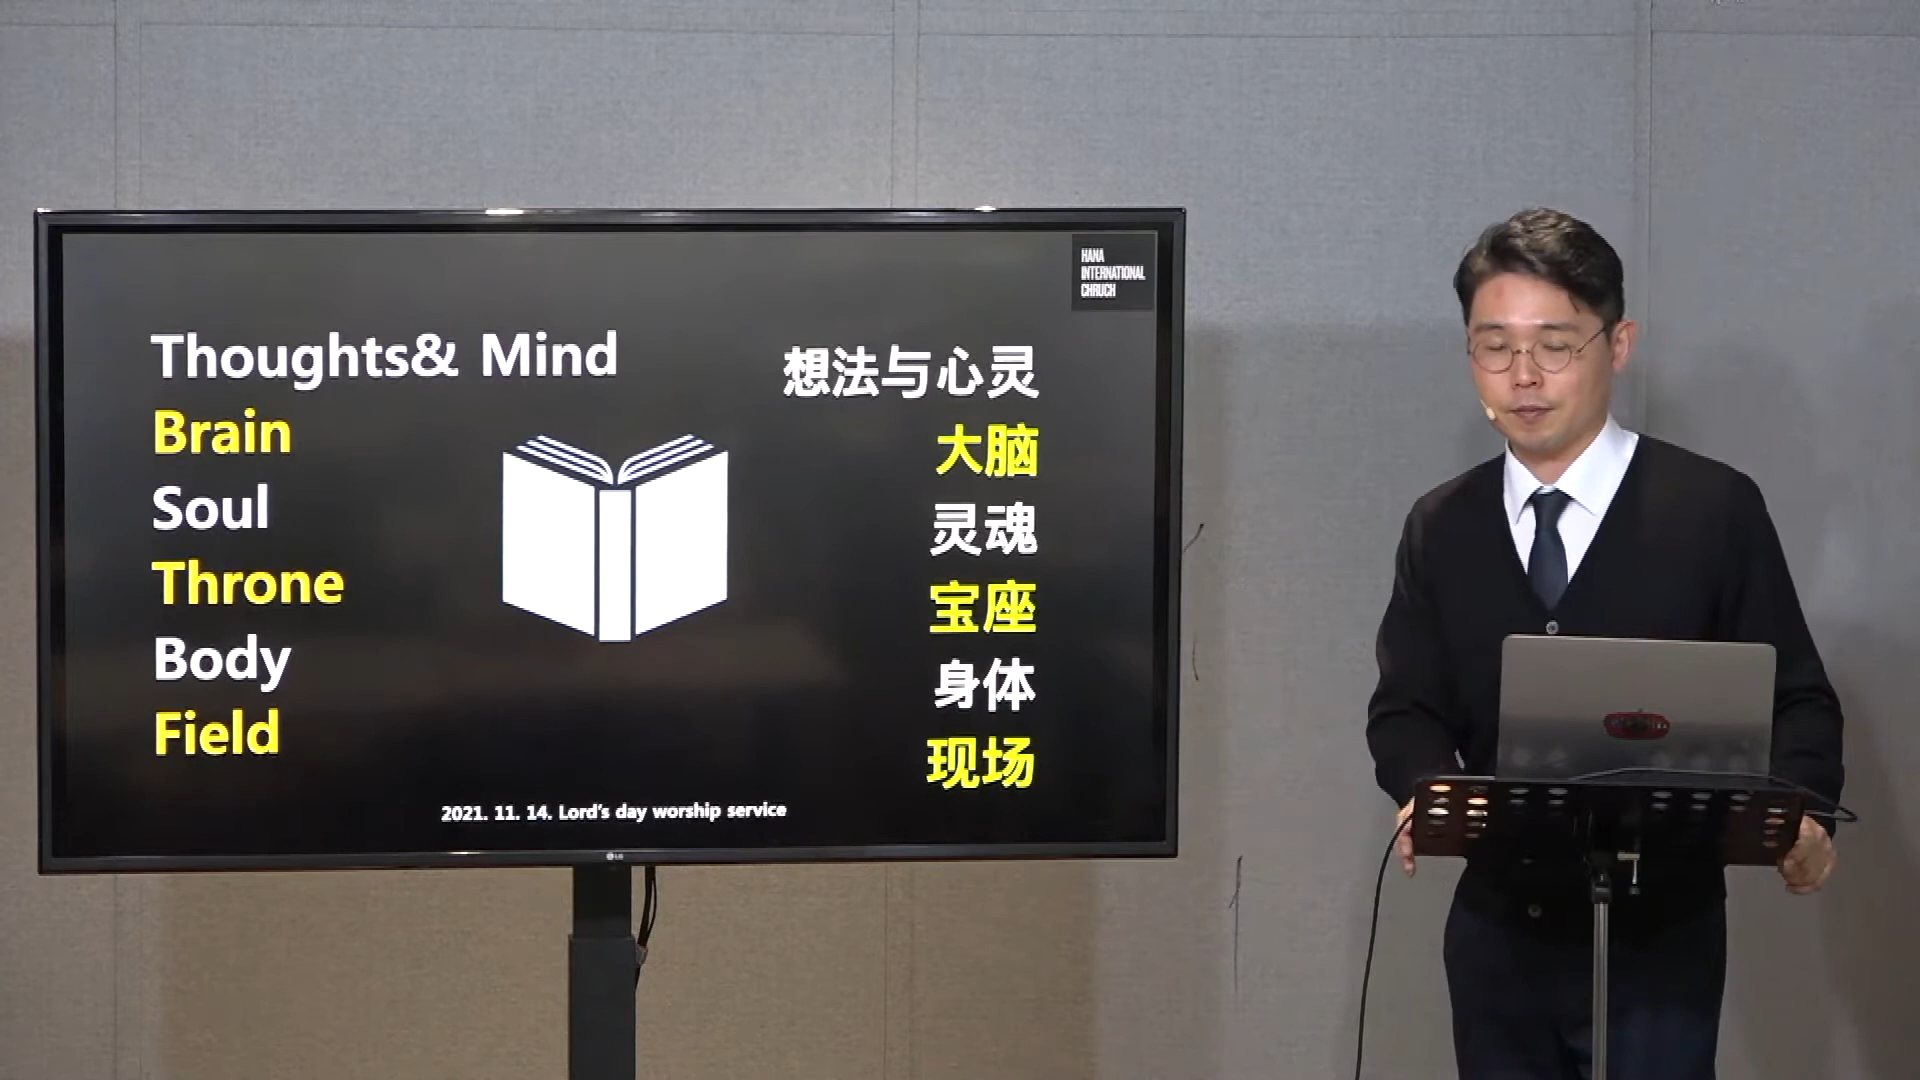 HANA
INTERNATIONAL
CHRUCH
Thoughts& Mind
Brain
Soul
Throne
Body
Field
想法与心灵
大脑
灵魂
宝座
身体
现场
2021. 11. 14. Lord's day worship service
LG